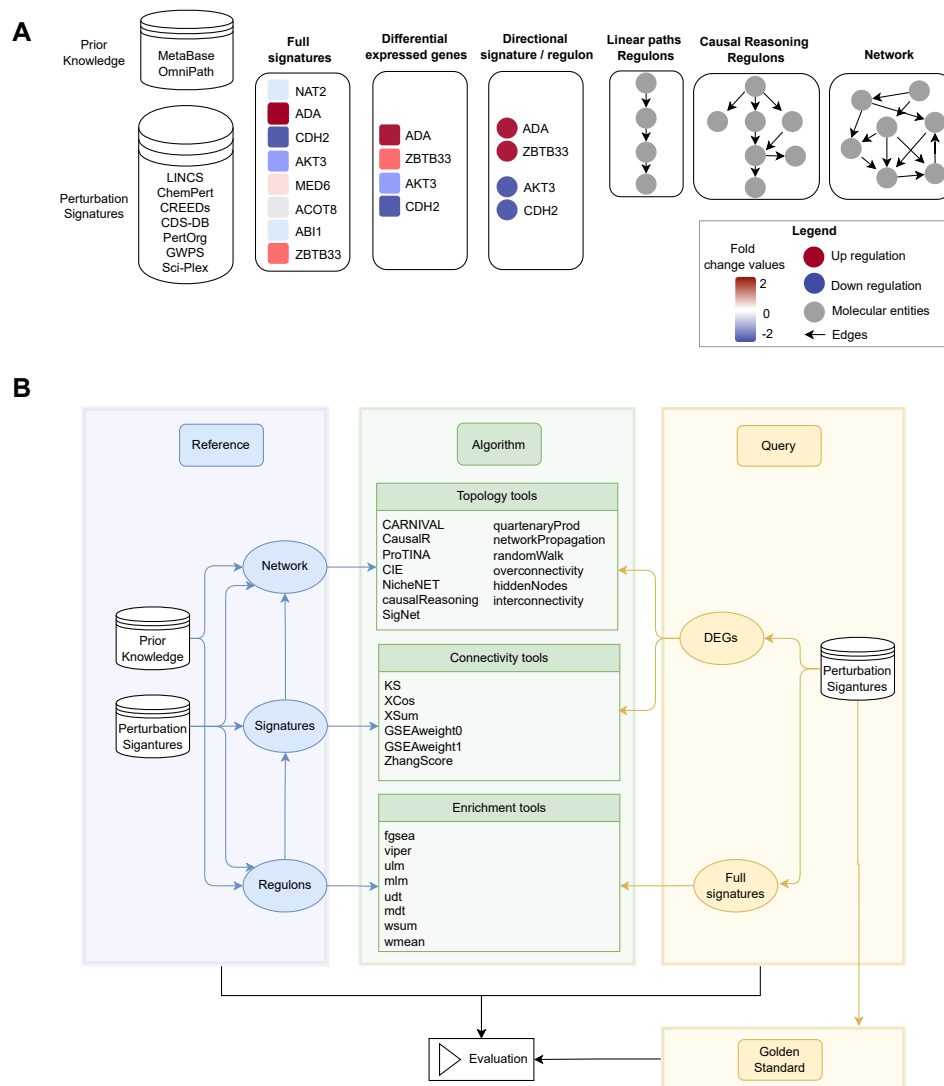 A
Prior
Knowledge
MetaBase
OmniPath
Perturbation
Signatures
LINCS
ChemPert
CREEDs
CDS-DB
PertOrg
GWPS
Sci-Plex
Full
signatures
NAT2
ADA
CDH2
AKT3
MED6
ACOT8
ABI1
ZBTB33
Differential
expressed genes
ADA
ZBTB33
AKT3
CDH2
Directional
signature / regulon
ADA
ZBTB33
AKT3
CDH2
Linear paths
Regulons
Causal Reasoning
Regulons
Network
Legend
Fold
change values
2
0
-2
Up regulation
Down regulation
Molecular entities
Edges
B
Reference
Algorithm
Query
Network
Prior
Knowledge
Perturbation
Sigantures
Signatures
Regulons
Topology tools
CARNIVAL
CausalR
ProTINA
CIE
NicheNET
causalReasoning
SigNet
quartenaryProd
networkPropagation
randomWalk
overconnectivity
hiddenNodes
interconnectivity
Connectivity tools
KS
XCos
XSum
GSEAweight0
GSEAweight1
ZhangScore
Enrichment tools
fgsea
viper
ulm
mlm
udt
mdt
wsum
wmean
DEGs
Perturbation
Sigantures
Full
signatures
Evaluation
Golden
Standard